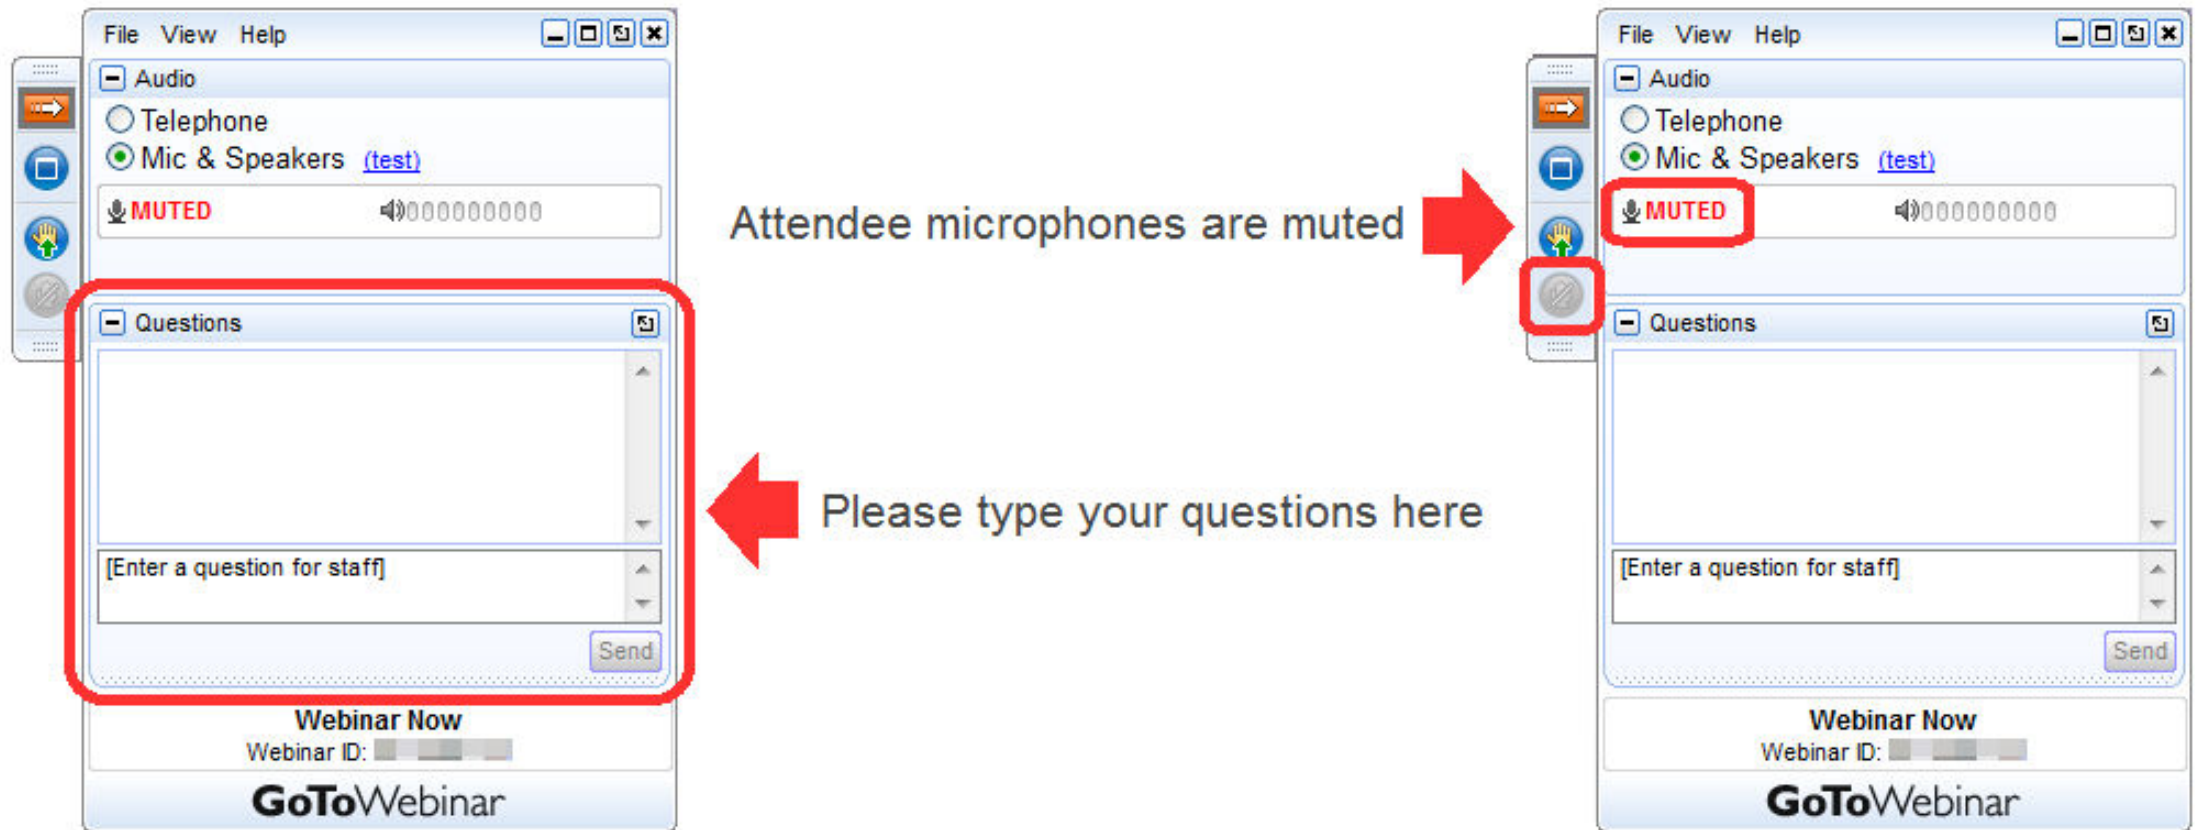 File View Help
Audio
Telephone
Mic & Speakers (test)
MUTED
Questions
[Enter a question for staff]
Send
Webinar Now
Webinar ID:
GoToWebinar
Attendee microphones are muted
Please type your questions here
File View Help
Audio
Telephone
Mic & Speakers (test)
MUTED
Questions
[Enter a question for staff]
Send
Webinar Now
Webinar ID:
GoToWebinar